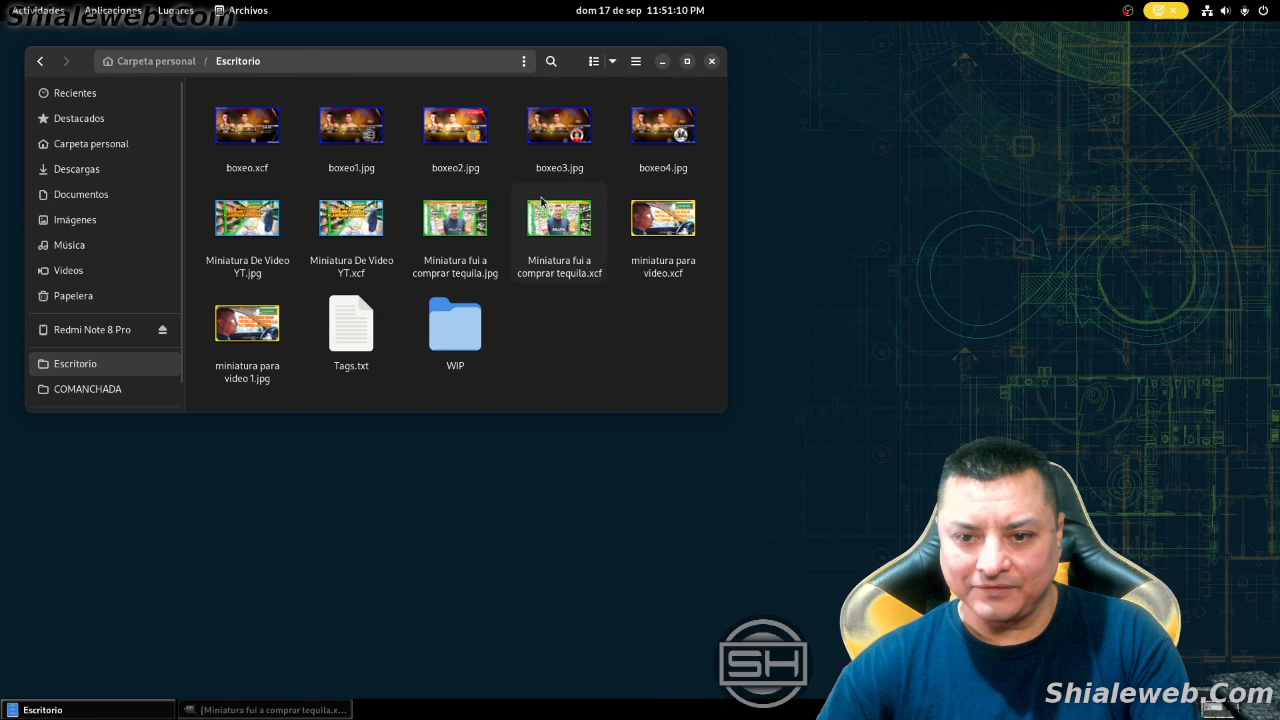 Actividades
Aplicaciones
Lugares
Archivos
dom 17 de sep 11:51:10 PM
Shialeweb.Com
Carpeta personal / Escritorio
Recientes
Destacados
Carpeta personal
Descargas
Documentos
Imágenes
Música
Videos
Papelera
Redmi Note 8 Pro
Escritorio
COMANCHADA
boxeo.xcf
boxeo1.jpg
boxeo2.jpg
boxeo3.jpg
boxeo4.jpg
Miniatura De Video
YT.jpg
Miniatura De Video
YT.xcf
Miniatura fui a
comprar tequila.jpg
Miniatura fui a
comprar tequila.xcf
miniatura para
video.xcf
miniatura para
video 1.jpg
Tags.txt
WIP
SH
Shialeweb.Com
Escritorio
[Miniatura fui a comprar tequila.x...